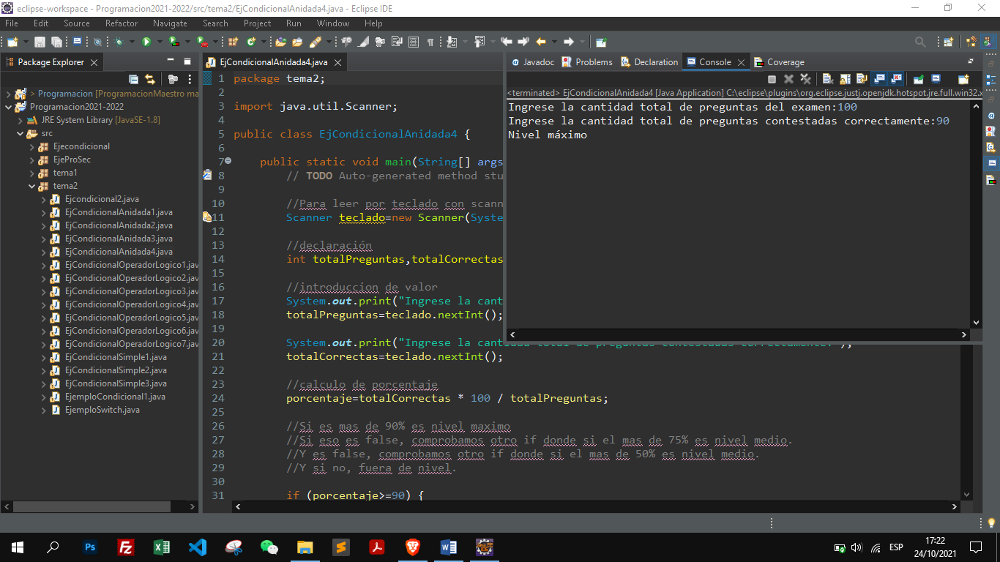 eclipse-workspace - Programacion2021-2022/src/tema2/EjCondicionalAnidada4.java - Eclipse IDE
File Edit Source Refactor Navigate Search Project Run Window Help
Package Explorer
> Programacion [ProgramacionMaestro ma
Programacion2021-2022
JRE System Library [JavaSE-1.8]
src
Ejecondicional
EjeProSec
tema1
tema2
Ejcondicional2.java
EjCondicionalAnidada1.java
EjCondicionalAnidada2.java
EjCondicionalAnidada3.java
EjCondicionalAnidada4.java
EjCondicionalOperadorLogico1.jav
EjCondicionalOperadorLogico2.jav
EjCondicionalOperadorLogico3.jav
EjCondicionalOperadorLogico4.jav
EjCondicionalOperadorLogico5.jav
EjCondicionalOperadorLogico6.jav
EjCondicionalOperadorLogico7.jav
EjCondicionalSimple1.java
EjCondicionalSimple2.java
EjCondicionalSimple3.java
EjemploCondicional1.java
EjemploSwitch.java
EjCondicionalAnidada4.java
1 package tema2;
2
3 import java.util.Scanner;
4
5 public class EjCondicionalAnidada4 {
6
7 public static void main(String[] args
8 // TODO Auto-generated method stu
9
10 //Para leer por teclado con scann
11 Scanner teclado=new Scanner(Syste
12
13 //declaración
14 int totalPreguntas,totalCorrectas
15
16 //introduccion de valor
17 System.out.print("Ingrese la cant
18 totalPreguntas=teclado.nextInt();
19
20 System.out.print("Ingrese la cantidad total de preguntas contestadas correctamente:");
21 totalCorrectas=teclado.nextInt();
22
23 //calculo de porcentaje
24 porcentaje=totalCorrectas * 100 / totalPreguntas;
25
26 //Si es mas de 90% es nivel maximo
27 //Si eso es false, comprobamos otro if donde si el mas de 75% es nivel medio.
28 //Y es false, comprobamos otro if donde si el mas de 50% es nivel medio.
29 //Y si no, fuera de nivel.
30
31 if (porcentaje>=90) {
Javadoc Problems Declaration Console Coverage
<terminated> EjCondicionalAnidada4 [Java Application] C:\eclipse\plugins\org.eclipse.justj.openjdk.hotspot.jre.full.win32.x
Ingrese la cantidad total de preguntas del examen:100
Ingrese la cantidad total de preguntas contestadas correctamente:90
Nivel máximo
ESP
17:22
24/10/2021